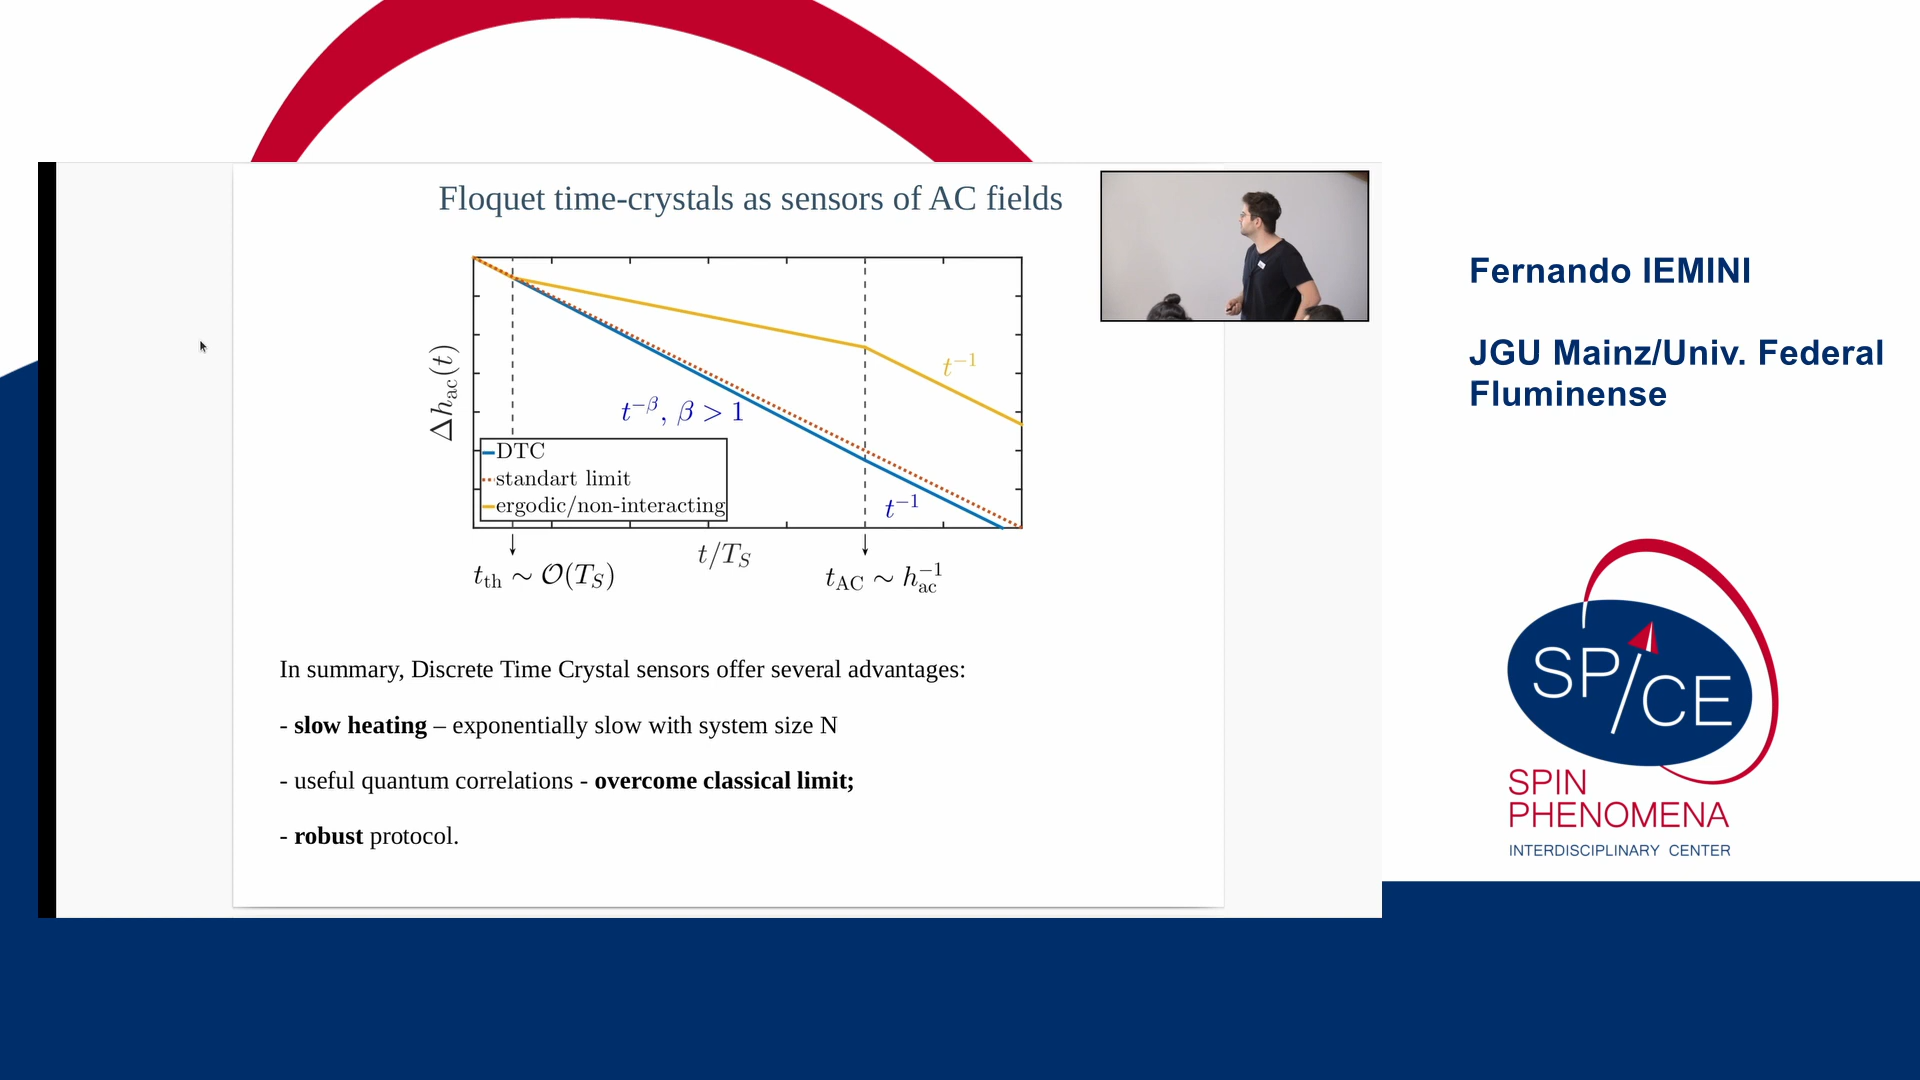 Floquet time-crystals as sensors of AC fields
Δh_ac(t)
t^{-1}
t^{-β}, β > 1
DTC
standart limit
ergodic/non-interacting
t^{-1}
t/T_S
t_th ∼ 𝒪(T_S)
t_AC ∼ h_ac^{-1}
In summary, Discrete Time Crystal sensors offer several advantages:
- slow heating – exponentially slow with system size N
- useful quantum correlations - overcome classical limit;
- robust protocol.
Fernando IEMINI
JGU Mainz/Univ. Federal
Fluminense
SP/CE
SPIN
PHENOMENA
INTERDISCIPLINARY CENTER